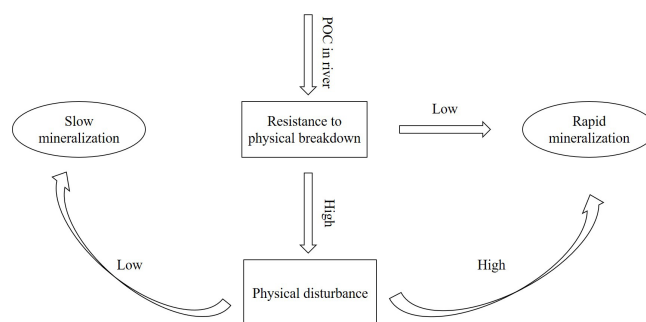 POC in river
Slow
mineralization
Resistance to
physical breakdown
Low
Rapid
mineralization
High
Low
Physical disturbance
High